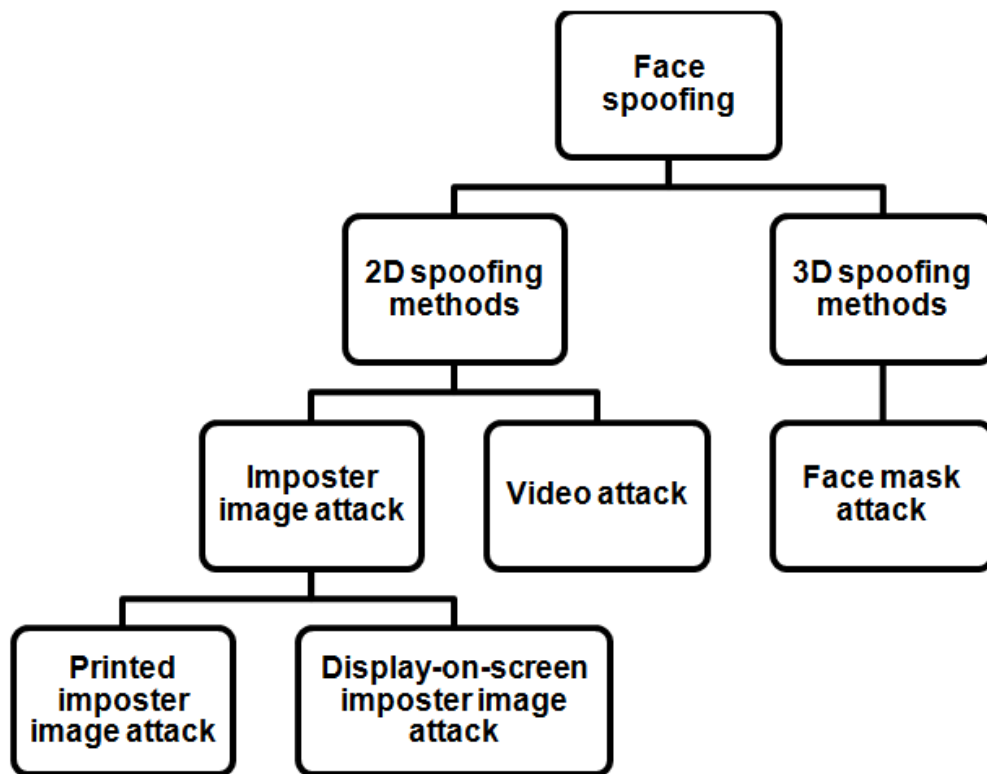 Face
spoofing
2D spoofing
methods
3D spoofing
methods
Imposter
image attack
Video attack
Face mask
attack
Printed
imposter
image attack
Display-on-screen
imposter image
attack